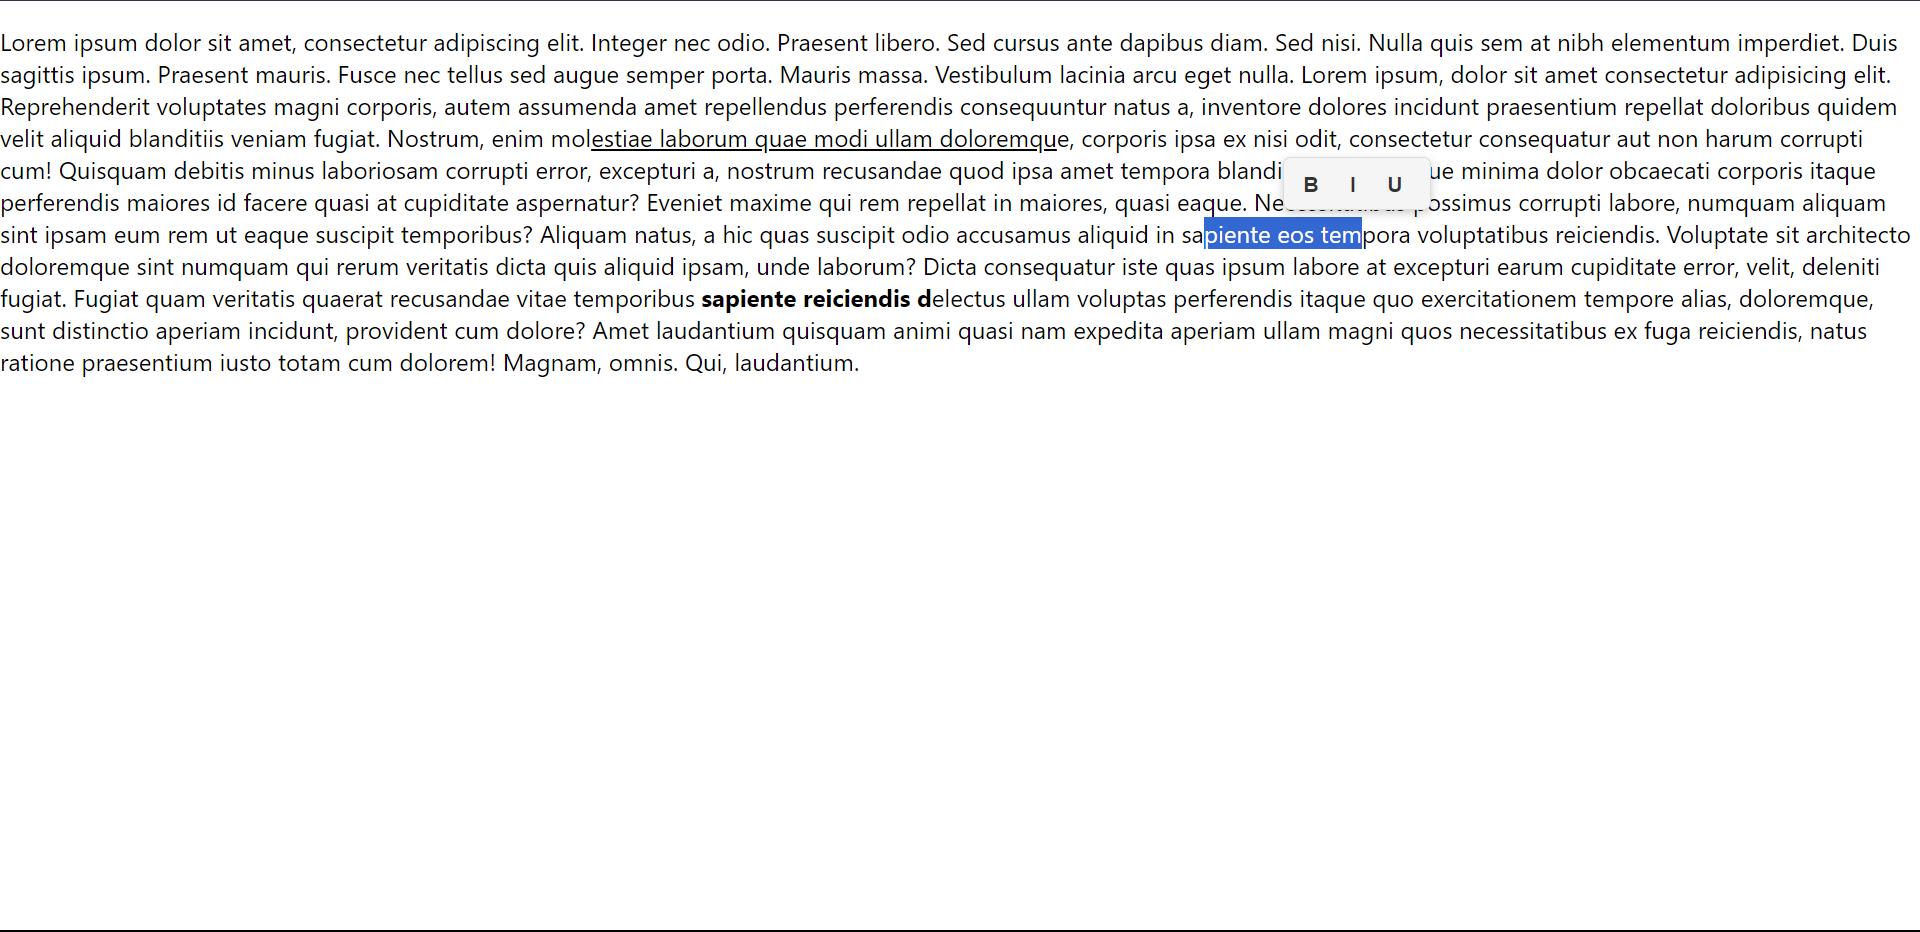 Lorem ipsum dolor sit amet, consectetur adipiscing elit. Integer nec odio. Praesent libero. Sed cursus ante dapibus diam. Sed nisi. Nulla quis sem at nibh elementum imperdiet. Duis
sagittis ipsum. Praesent mauris. Fusce nec tellus sed augue semper porta. Mauris massa. Vestibulum lacinia arcu eget nulla. Lorem ipsum, dolor sit amet consectetur adipisicing elit.
Reprehenderit voluptates magni corporis, autem assumenda amet repellendus perferendis consequuntur natus a, inventore dolores incidunt praesentium repellat doloribus quidem
velit aliquid blanditiis veniam fugiat. Nostrum, enim molestiae laborum quae modi ullam doloremque, corporis ipsa ex nisi odit, consectetur consequatur aut non harum corrupti
cum! Quisquam debitis minus laboriosam corrupti error, excepturi a, nostrum recusandae quod ipsa amet tempora blandi ue minima dolor obcaecati corporis itaque
B I U
perferendis maiores id facere quasi at cupiditate aspernatur? Eveniet maxime qui rem repellat in maiores, quasi eaque. possimus corrupti labore, numquam aliquam
sint ipsam eum rem ut eaque suscipit temporibus? Aliquam natus, a hic quas suscipit odio accusamus aliquid in sapiente eos tempora voluptatibus reiciendis. Voluptate sit architecto
doloremque sint numquam qui rerum veritatis dicta quis aliquid ipsam, unde laborum? Dicta consequatur iste quas ipsum labore at excepturi earum cupiditate error, velit, deleniti
fugiat. Fugiat quam veritatis quaerat recusandae vitae temporibus sapiente reiciendis delectus ullam voluptas perferendis itaque quo exercitationem tempore alias, doloremque,
sunt distinctio aperiam incidunt, provident cum dolore? Amet laudantium quisquam animi quasi nam expedita aperiam ullam magni quos necessitatibus ex fuga reiciendis, natus
ratione praesentium iusto totam cum dolorem! Magnam, omnis. Qui, laudantium.